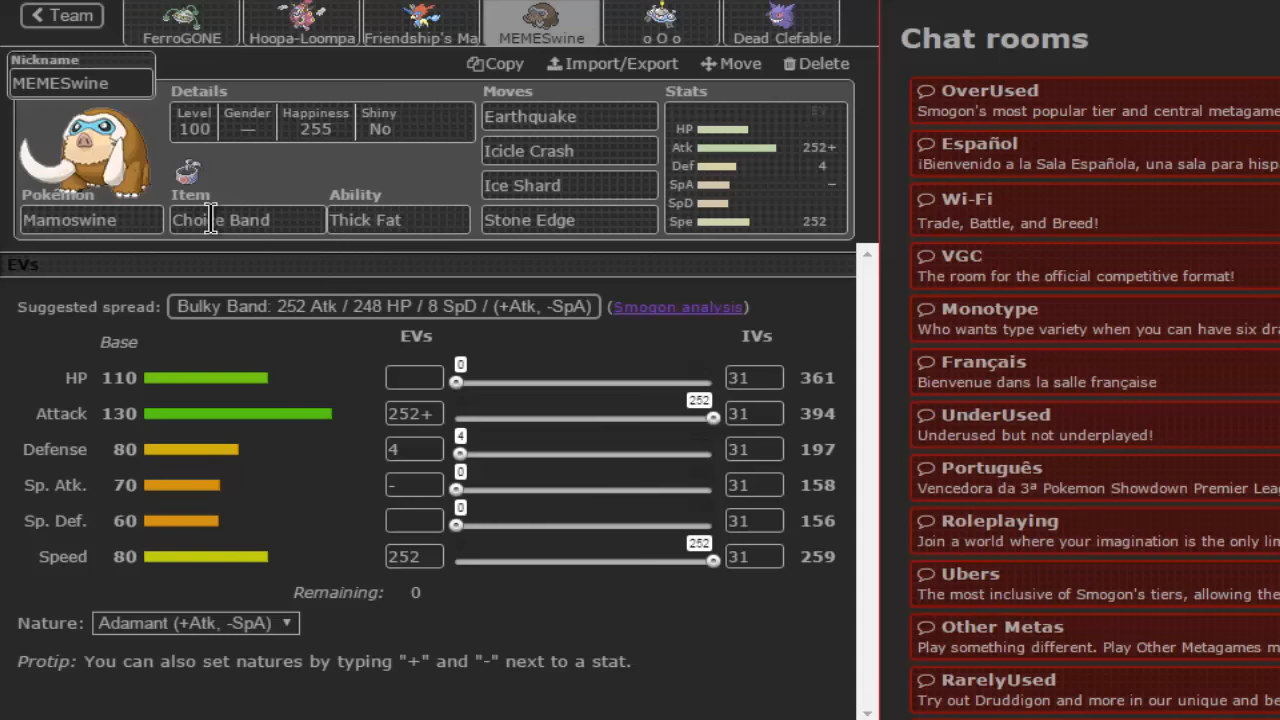 Team
FerroGONE
Hoopa-Loompa
Friendship's Ma
MEMESwine
o O o
Dead Clefable
Copy
Import/Export
Move
Delete
Nickname
MEMESwine
Details
Level
100
Gender
—
Happiness
255
Shiny
No
Pokémon
Mamoswine
Item
Choice Band
Ability
Thick Fat
Moves
Earthquake
Icicle Crash
Ice Shard
Stone Edge
Stats
EV
HP
Atk 252+
Def 4
SpA –
SpD
Spe 252
EVs
Suggested spread: Bulky Band: 252 Atk / 248 HP / 8 SpD / (+Atk, -SpA) (Smogon analysis)
Base EVs IVs
HP 110 0 31 361
Attack 130 252+ 252 31 394
Defense 80 4 4 31 197
Sp. Atk. 70 - 0 31 158
Sp. Def. 60 0 31 156
Speed 80 252 252 31 259
Remaining: 0
Nature: Adamant (+Atk, -SpA)
Protip: You can also set natures by typing "+" and "-" next to a stat.
Chat rooms
OverUsed
Smogon's most popular tier and central metagame
Español
¡Bienvenido a la Sala Española, una sala para hisp
Wi-Fi
Trade, Battle, and Breed!
VGC
The room for the official competitive format!
Monotype
Who wants type variety when you can have six dra
Français
Bienvenue dans la salle française
UnderUsed
Underused but not underplayed!
Português
Vencedora da 3ª Pokemon Showdown Premier Lea
Roleplaying
Join a world where your imagination is the only lim
Ubers
The most inclusive of Smogon's tiers, allowing the
Other Metas
Play something different. Play Other Metagames m
RarelyUsed
Try out Druddigon and more in our unique and be